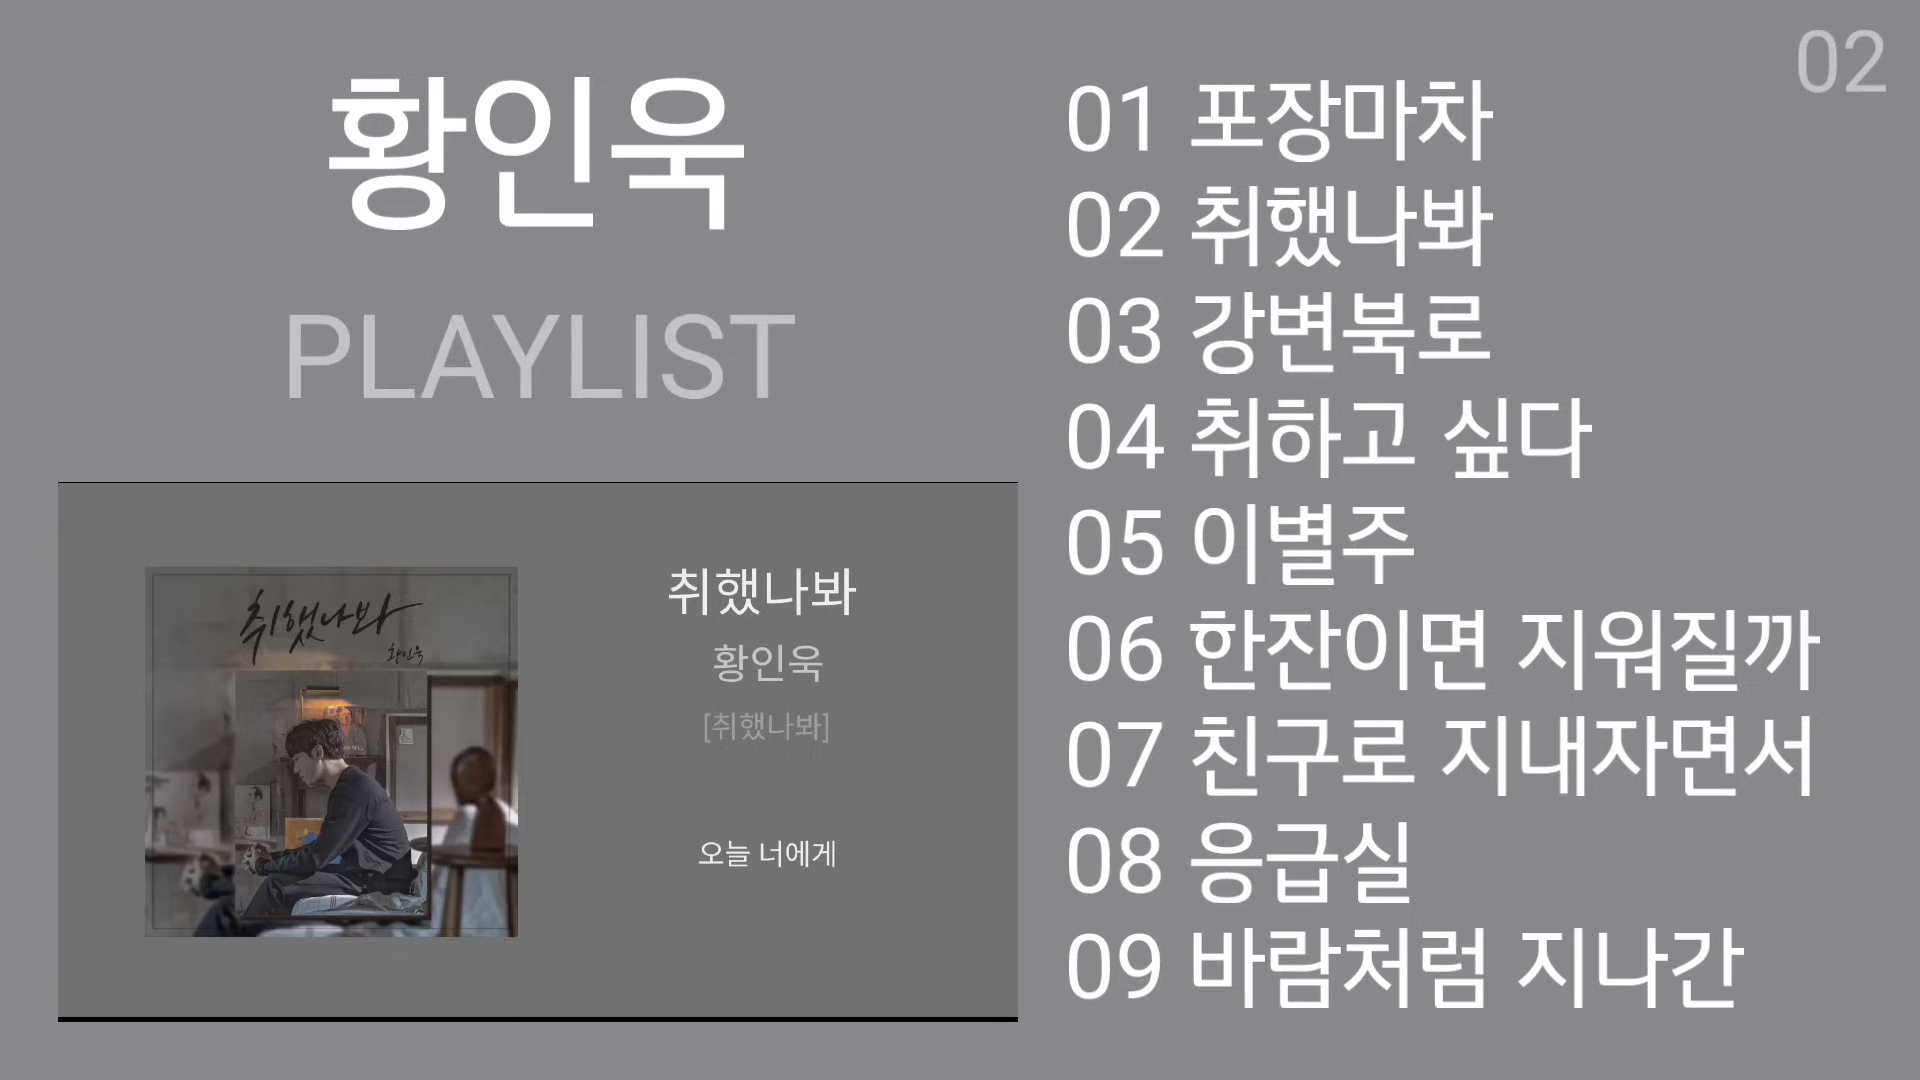 황인욱
PLAYLIST
취했나봐
황인욱
취했나봐
황인욱
[취했나봐]
오늘 너에게
02
01 포장마차
02 취했나봐
03 강변북로
04 취하고 싶다
05 이별주
06 한잔이면 지워질까
07 친구로 지내자면서
08 응급실
09 바람처럼 지나간